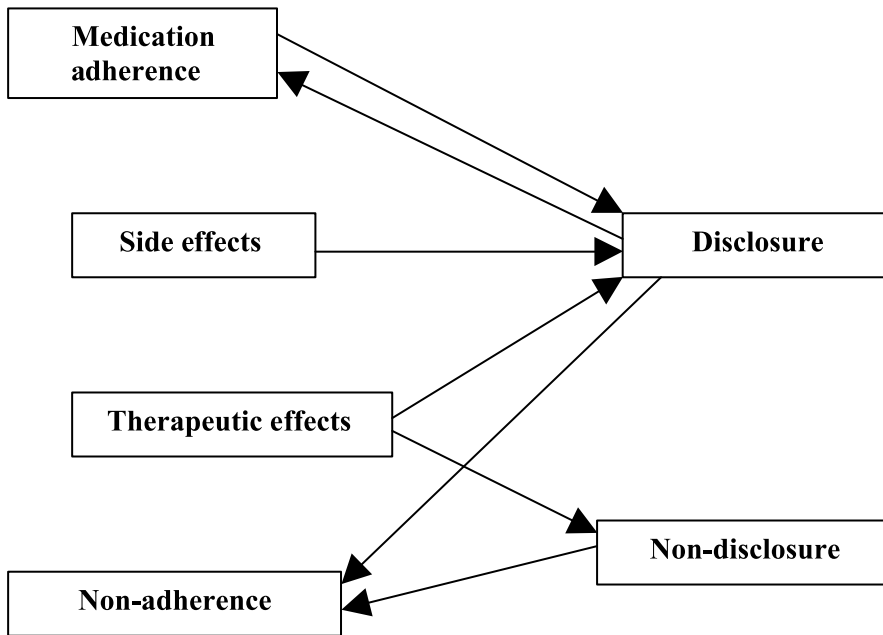 Medication
adherence
Side effects
Disclosure
Therapeutic effects
Non-disclosure
Non-adherence